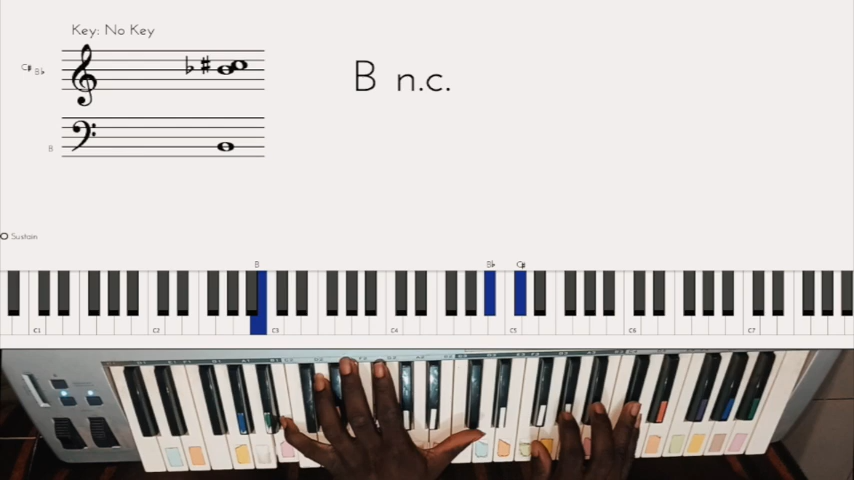 Key: No Key
C# B♭
B n.c.
B
Sustain
B B♭ C#
C1 C2 C3 C4 C5 C6 C7